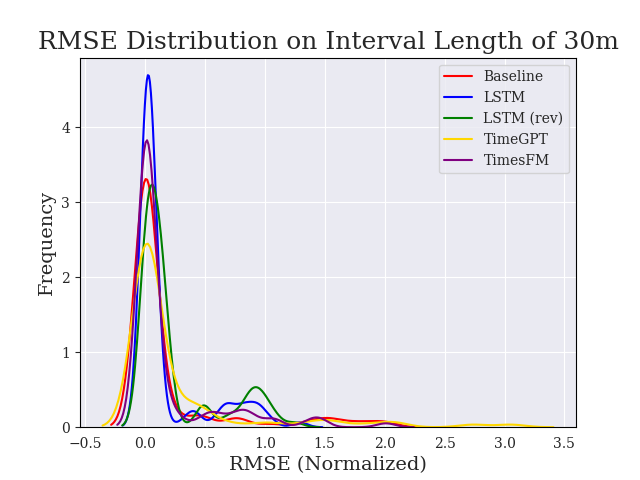 RMSE Distribution on Interval Length of 30m
Baseline
LSTM
LSTM (rev)
TimeGPT
TimesFM
Frequency
4
3
2
1
0
−0.5 0.0 0.5 1.0 1.5 2.0 2.5 3.0 3.5
RMSE (Normalized)